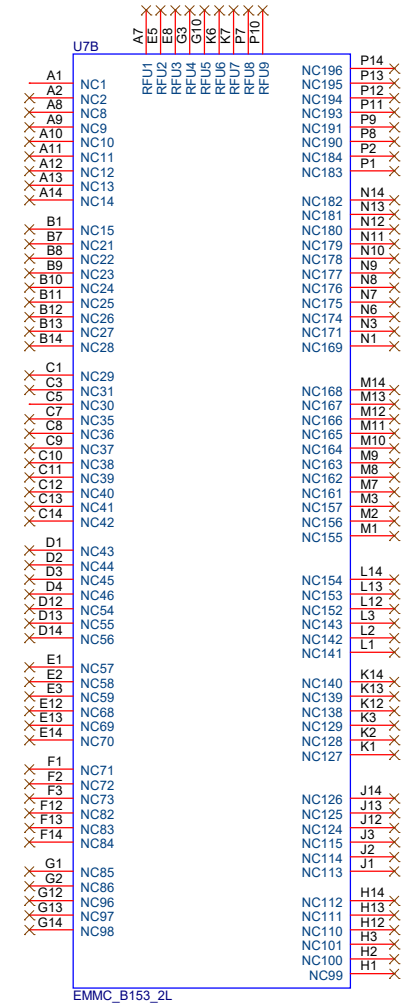 A7 E5 E8 G3 G10 K6 K7 P7 P10
U7B
RFU1 RFU2 RFU3 RFU4 RFU5 RFU6 RFU7 RFU8 RFU9
A1 NC1
A2 NC2
A8 NC8
A9 NC9
A10 NC10
A11 NC11
A12 NC12
A13 NC13
A14 NC14
B1 NC15
B7 NC21
B8 NC22
B9 NC23
B10 NC24
B11 NC25
B12 NC26
B13 NC27
B14 NC28
C1 NC29
C3 NC31
C5 NC30
C7 NC35
C8 NC36
C9 NC37
C10 NC38
C11 NC39
C12 NC40
C13 NC41
C14 NC42
D1 NC43
D2 NC44
D3 NC45
D4 NC46
D12 NC54
D13 NC55
D14 NC56
E1 NC57
E2 NC58
E3 NC59
E12 NC68
E13 NC69
E14 NC70
F1 NC71
F2 NC72
F3 NC73
F12 NC82
F13 NC83
F14 NC84
G1 NC85
G2 NC86
G12 NC96
G13 NC97
G14 NC98
NC196 P14
NC195 P13
NC194 P12
NC193 P11
NC191 P9
NC190 P8
NC184 P2
NC183 P1
NC182 N14
NC181 N13
NC180 N12
NC179 N11
NC178 N10
NC177 N9
NC176 N8
NC175 N7
NC174 N6
NC171 N3
NC169 N1
NC168 M14
NC167 M13
NC166 M12
NC165 M11
NC164 M10
NC163 M9
NC162 M8
NC161 M7
NC157 M3
NC156 M2
NC155 M1
NC154 L14
NC153 L13
NC152 L12
NC143 L3
NC142 L2
NC141 L1
NC140 K14
NC139 K13
NC138 K12
NC129 K3
NC128 K2
NC127 K1
NC126 J14
NC125 J13
NC124 J12
NC115 J3
NC114 J2
NC113 J1
NC112 H14
NC111 H13
NC110 H12
NC101 H3
NC100 H2
NC99 H1
EMMC_B153_2L